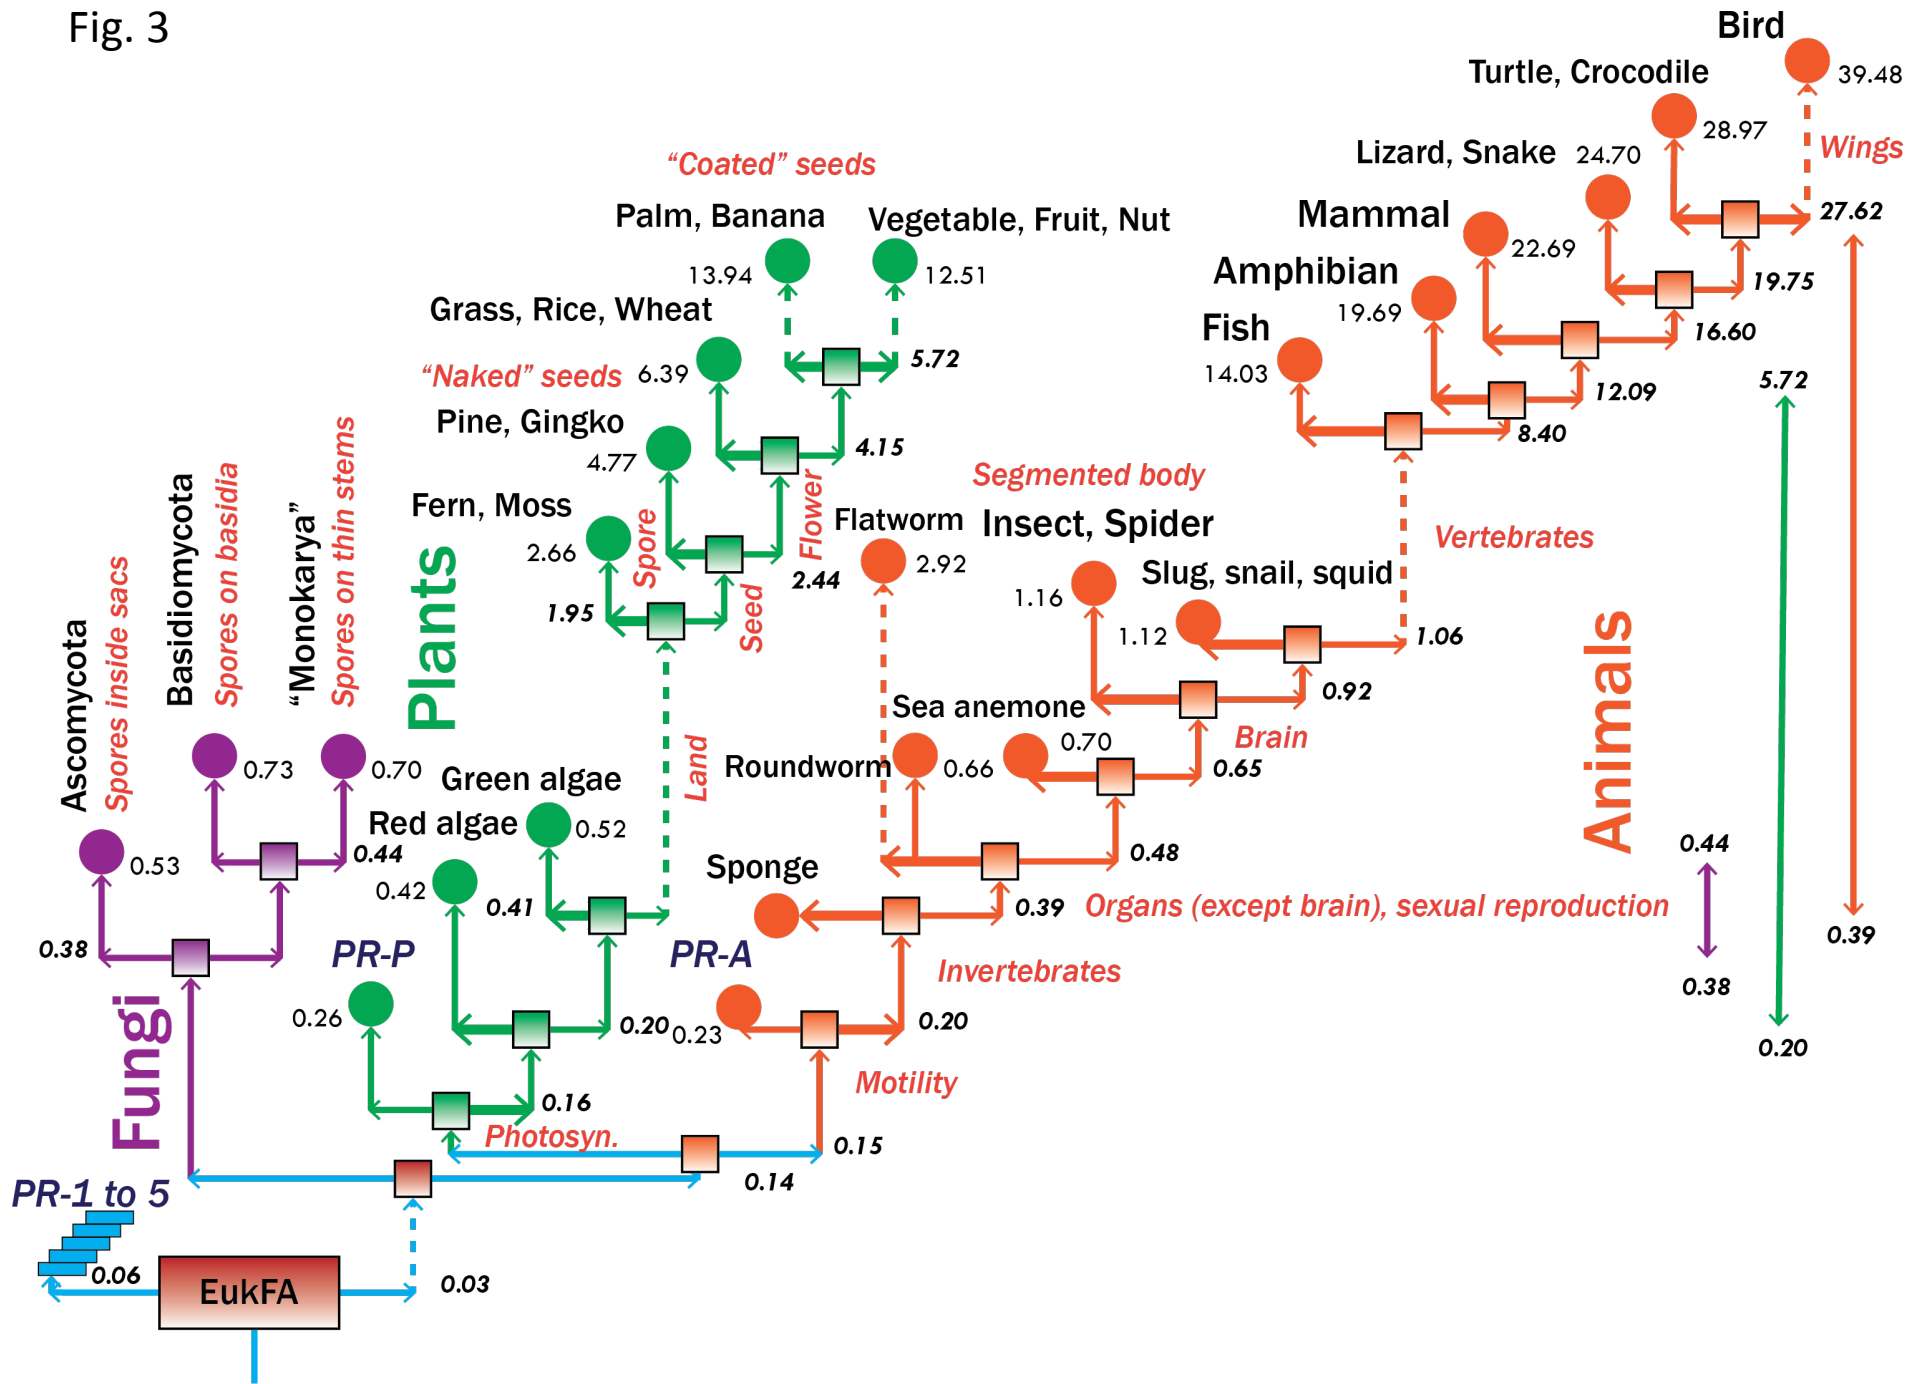 Fig. 3
Bird
39.48
Turtle, Crocodile
28.97
Wings
Lizard, Snake
24.70
“Coated” seeds
Palm, Banana
Vegetable, Fruit, Nut
Mammal
27.62
13.94
12.51
22.69
Amphibian
19.75
Grass, Rice, Wheat
19.69
Fish
16.60
“Naked” seeds
6.39
5.72
14.03
12.09
5.72
Pine, Gingko
4.77
4.15
8.40
Segmented body
Fern, Moss
2.66
Spore
Flower
Flatworm
2.92
Insect, Spider
Vertebrates
2.44
Slug, snail, squid
1.16
1.95
Seed
1.12
1.06
Ascomycota
Spores inside sacs
Basidiomycota
Spores on basidia
“Monokarya”
Spores on thin stems
Plants
Animals
0.92
Sea anemone
Brain
0.70
Land
Roundworm
0.66
0.65
0.73
0.70
Green algae
Red algae
0.52
0.53
0.44
0.48
0.44
Sponge
0.42
0.41
0.39
Organs (except brain), sexual reproduction
0.39
0.38
PR-P
PR-A
Invertebrates
0.38
0.26
0.20
0.23
0.20
0.20
Fungi
Motility
0.16
Photosyn.
0.15
0.14
PR-1 to 5
0.06
EukFA
0.03